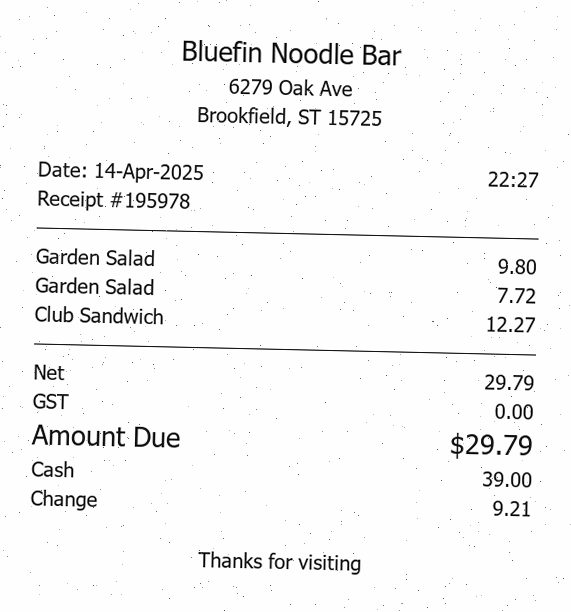 Bluefin Noodle Bar
6279 Oak Ave
Brookfield, ST 15725
Date: 14-Apr-2025 22:27
Receipt #195978
Garden Salad 9.80
Garden Salad 7.72
Club Sandwich 12.27
Net 29.79
GST 0.00
Amount Due $29.79
Cash 39.00
Change 9.21
Thanks for visiting